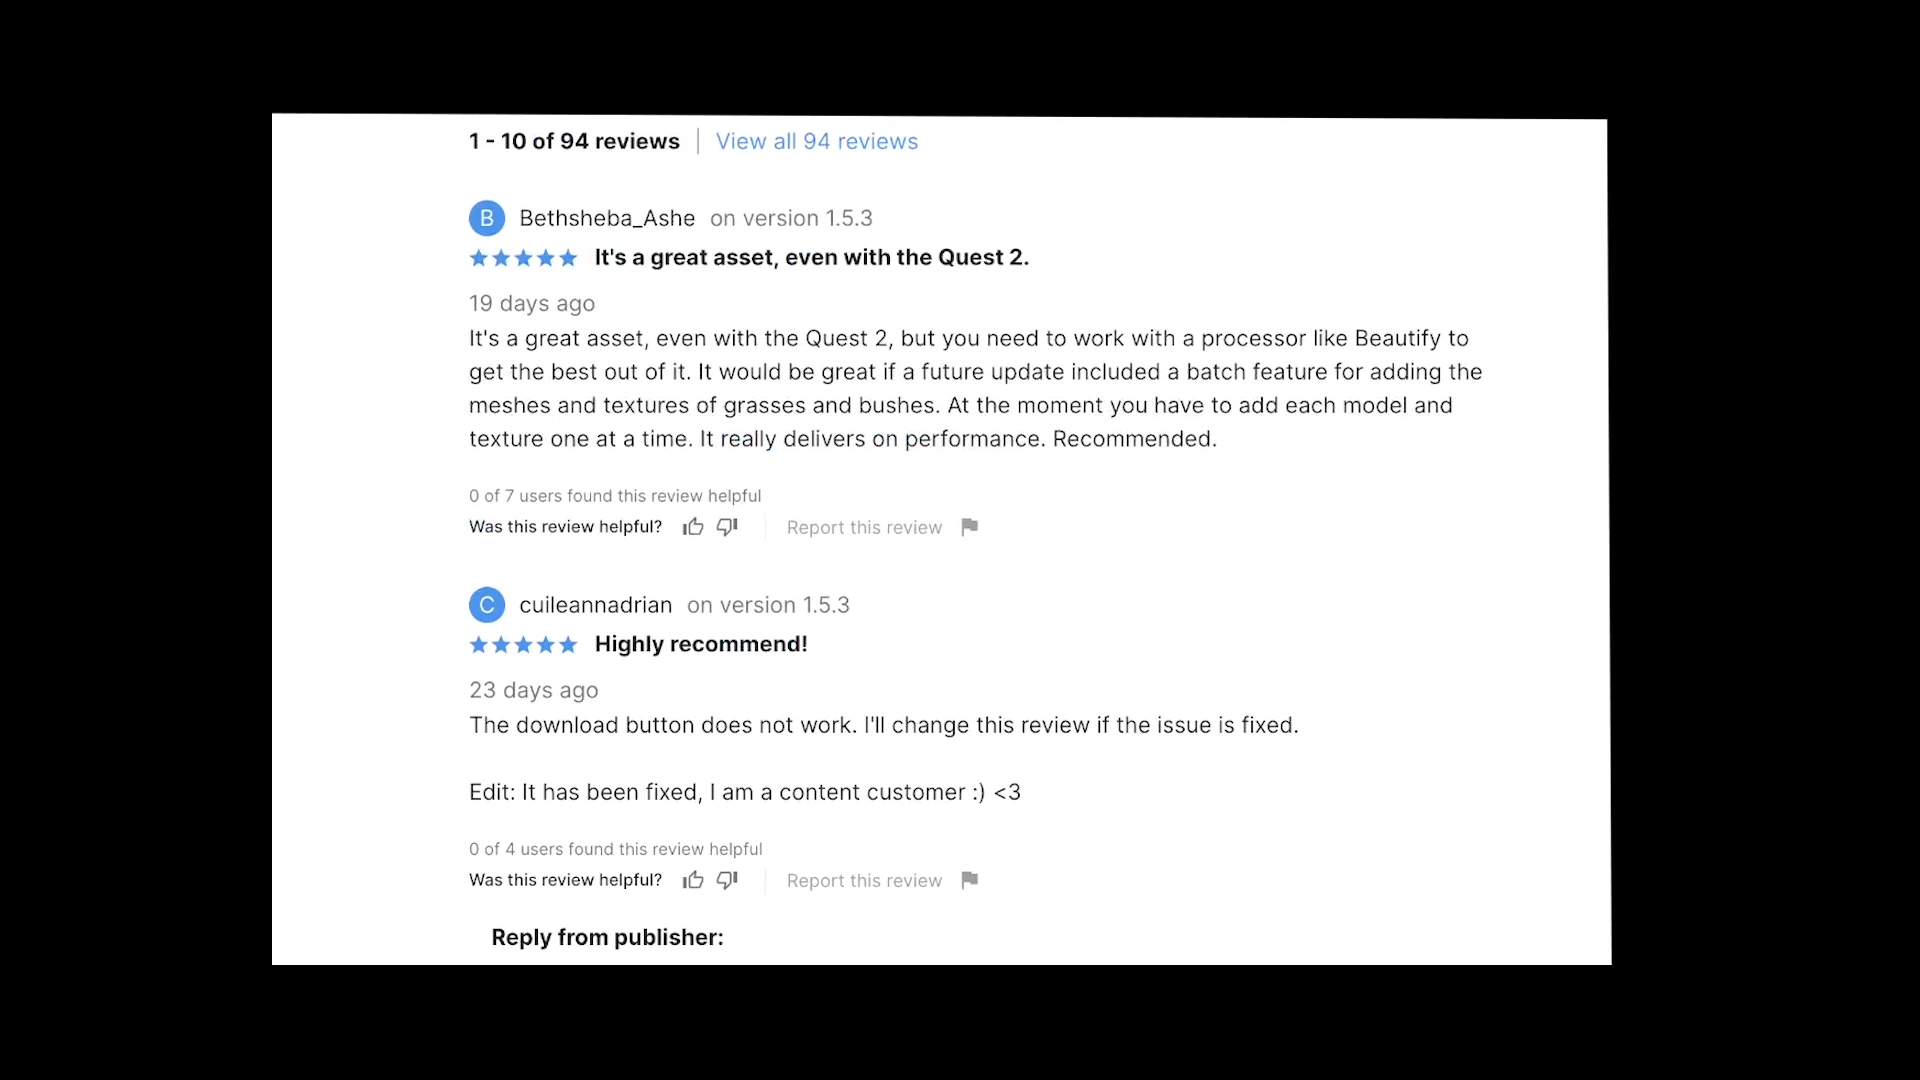 1 - 10 of 94 reviews | View all 94 reviews
B Bethsheba_Ashe on version 1.5.3
It's a great asset, even with the Quest 2.
19 days ago
It's a great asset, even with the Quest 2, but you need to work with a processor like Beautify to
get the best out of it. It would be great if a future update included a batch feature for adding the
meshes and textures of grasses and bushes. At the moment you have to add each model and
texture one at a time. It really delivers on performance. Recommended.
0 of 7 users found this review helpful
Was this review helpful? Report this review
C cuileannadrian on version 1.5.3
Highly recommend!
23 days ago
The download button does not work. I'll change this review if the issue is fixed.
Edit: It has been fixed, I am a content customer :) <3
0 of 4 users found this review helpful
Was this review helpful? Report this review
Reply from publisher: